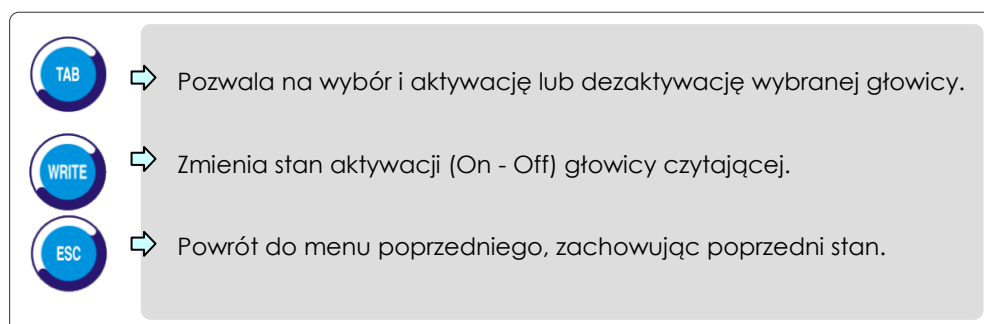 TAB
Pozwala na wybór i aktywację lub dezaktywację wybranej głowicy.
WRITE
Zmienia stan aktywacji (On - Off) głowicy czytającej.
ESC
Powrót do menu poprzedniego, zachowując poprzedni stan.